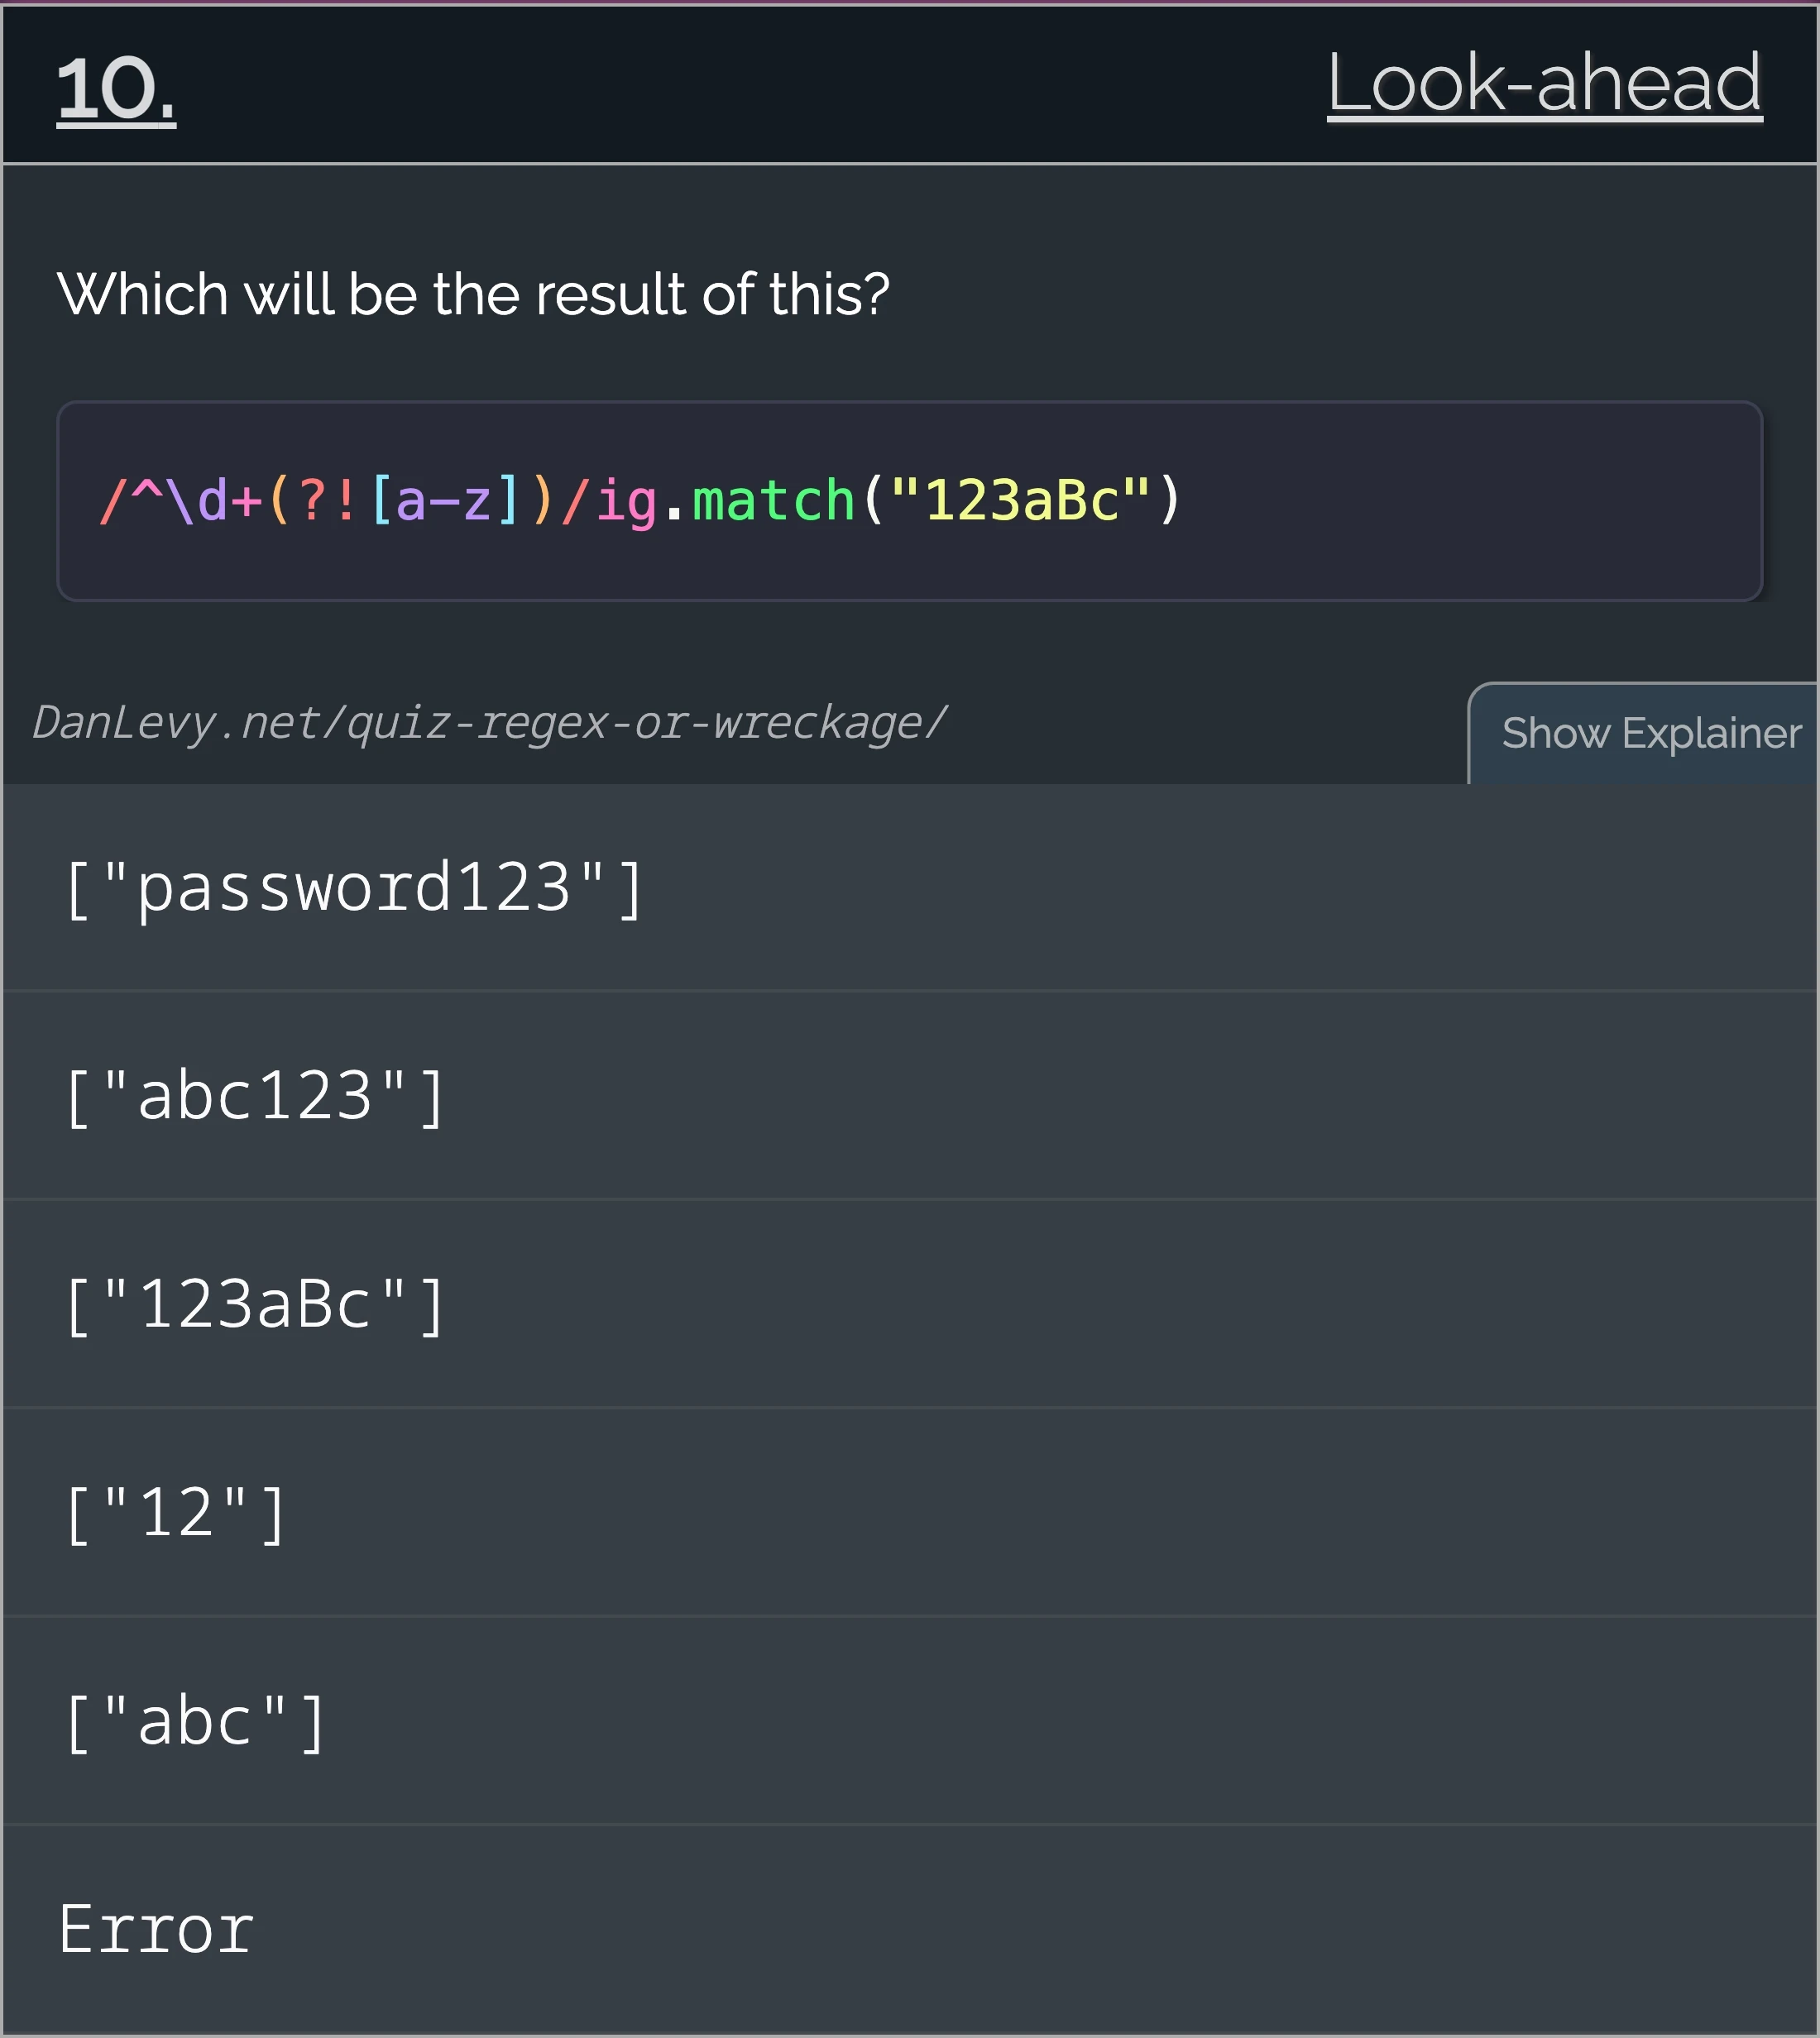 10.
Look-ahead
Which will be the result of this?
/^\d+(?![a-z])/ig.match("123aBc")
DanLevy.net/quiz-regex-or-wreckage/
Show Explainer
["password123"]
["abc123"]
["123aBc"]
["12"]
["abc"]
Error